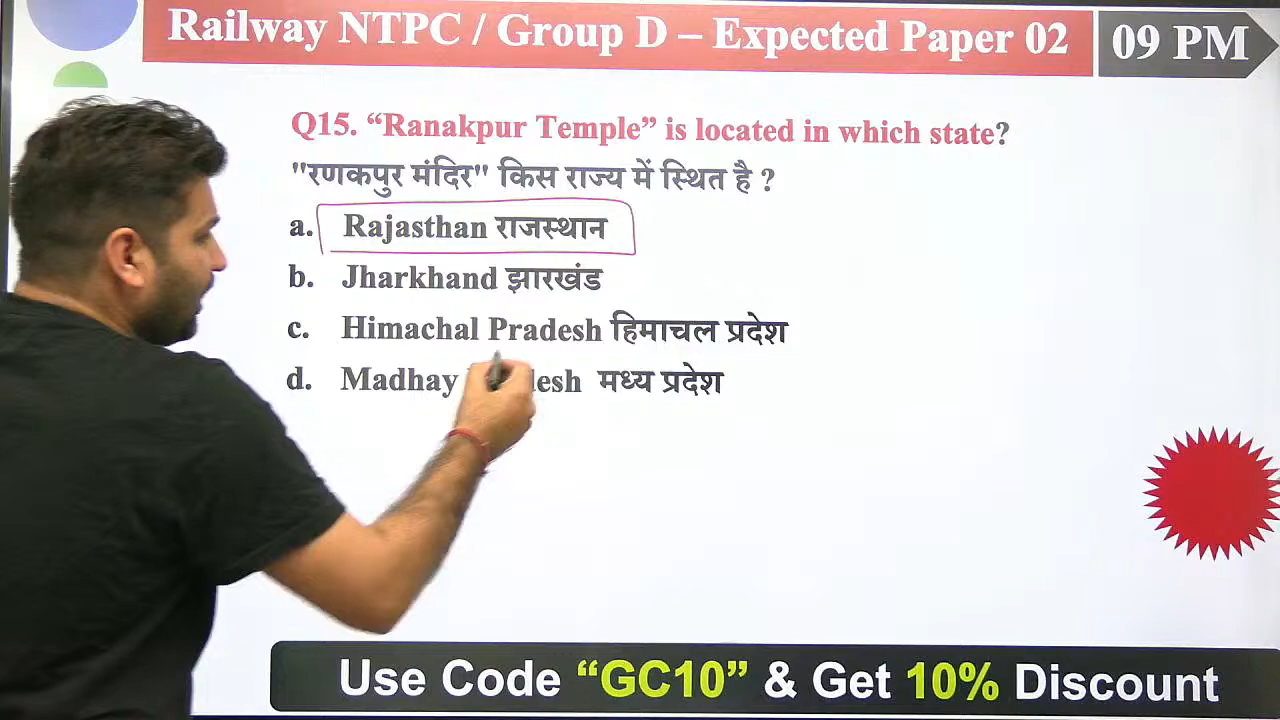 Railway NTPC / Group D – Expected Paper 02
09 PM
Q15. “Ranakpur Temple” is located in which state?
"रणकपुर मंदिर" किस राज्य में स्थित है ?
a. Rajasthan राजस्थान
b. Jharkhand झारखंड
c. Himachal Pradesh हिमाचल प्रदेश
d. Madhay मध्य प्रदेश
Use Code “GC10” & Get 10% Discount